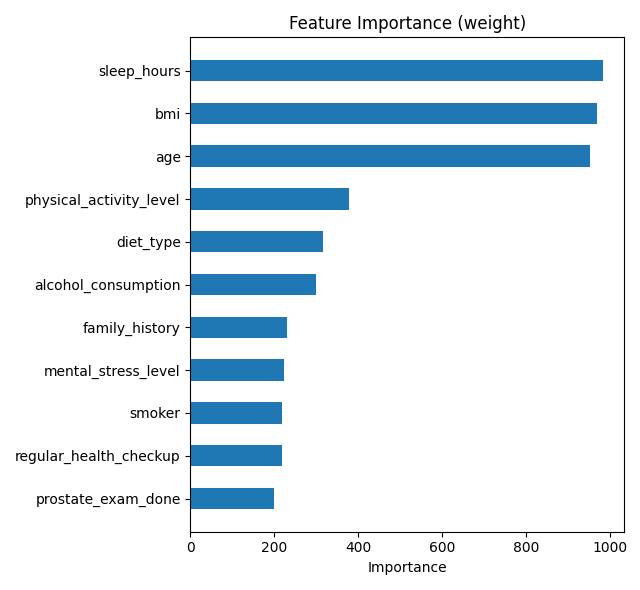 Feature Importance (weight)
sleep_hours
bmi
age
physical_activity_level
diet_type
alcohol_consumption
family_history
mental_stress_level
smoker
regular_health_checkup
prostate_exam_done
0 200 400 600 800 1000
Importance